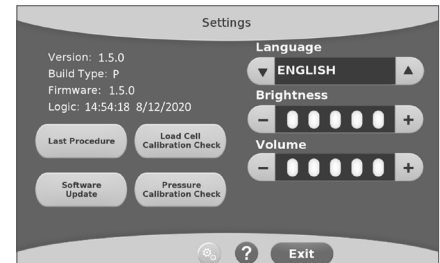 Settings
Version: 1.5.0
Build Type: P
Firmware: 1.5.0
Logic: 14:54:18 8/12/2020
Last Procedure
Load Cell
Calibration Check
Software
Update
Pressure
Calibration Check
Language
ENGLISH
Brightness
- +
Volume
- +
? Exit